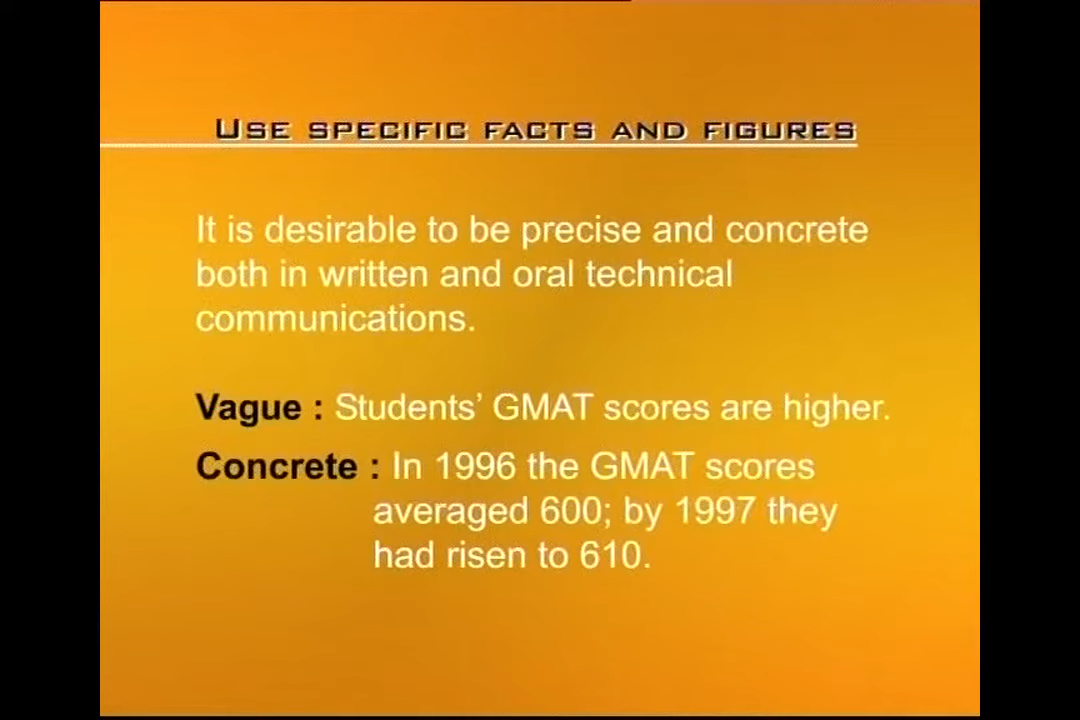 USE SPECIFIC FACTS AND FIGURES
It is desirable to be precise and concrete
both in written and oral technical
communications.
Vague : Students’ GMAT scores are higher.
Concrete : In 1996 the GMAT scores
averaged 600; by 1997 they
had risen to 610.